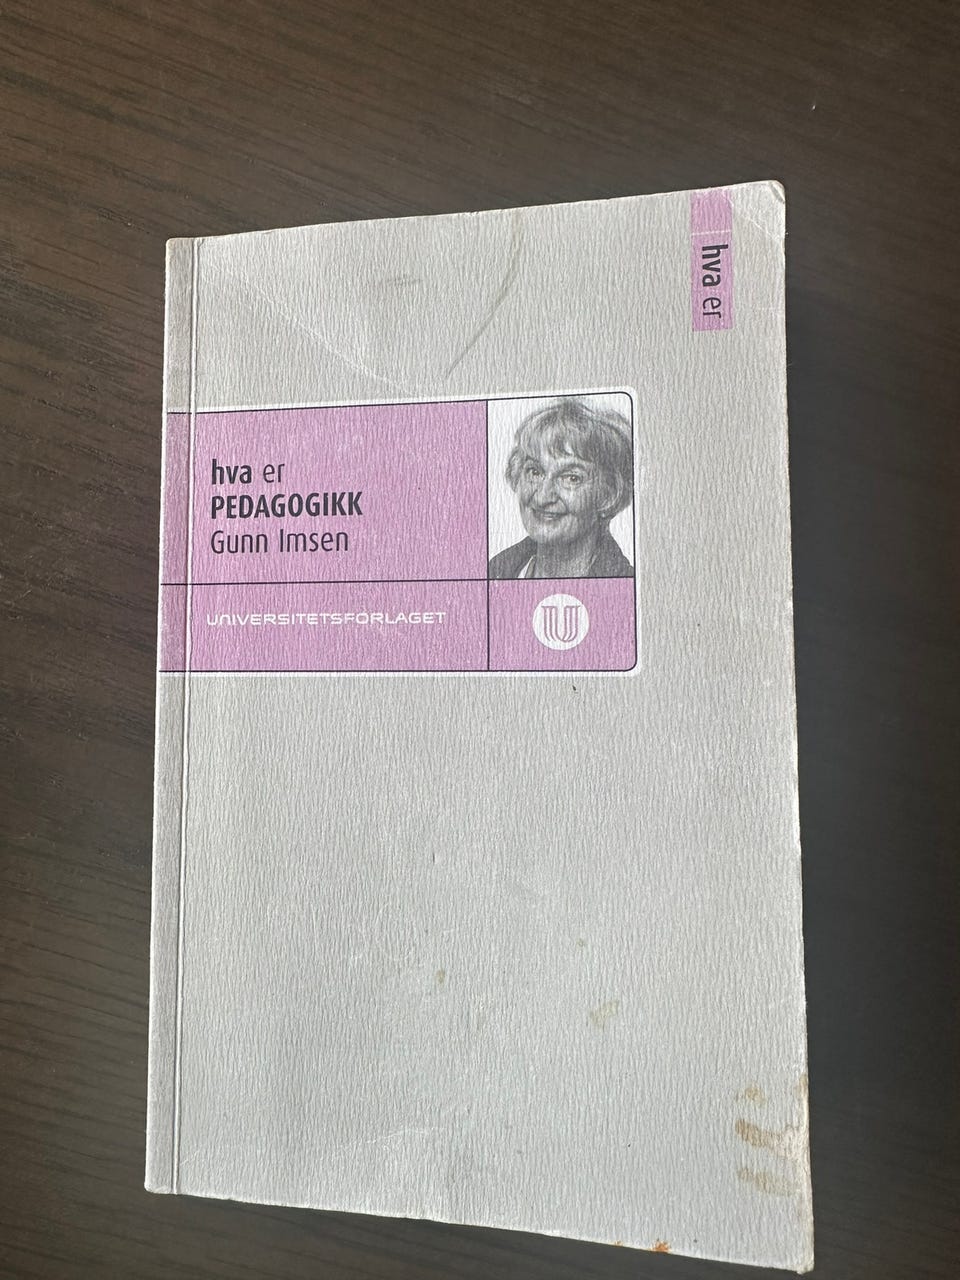 hva er
hva er
PEDAGOGIKK
Gunn Imsen
UNIVERSITETSFORLAGET
U